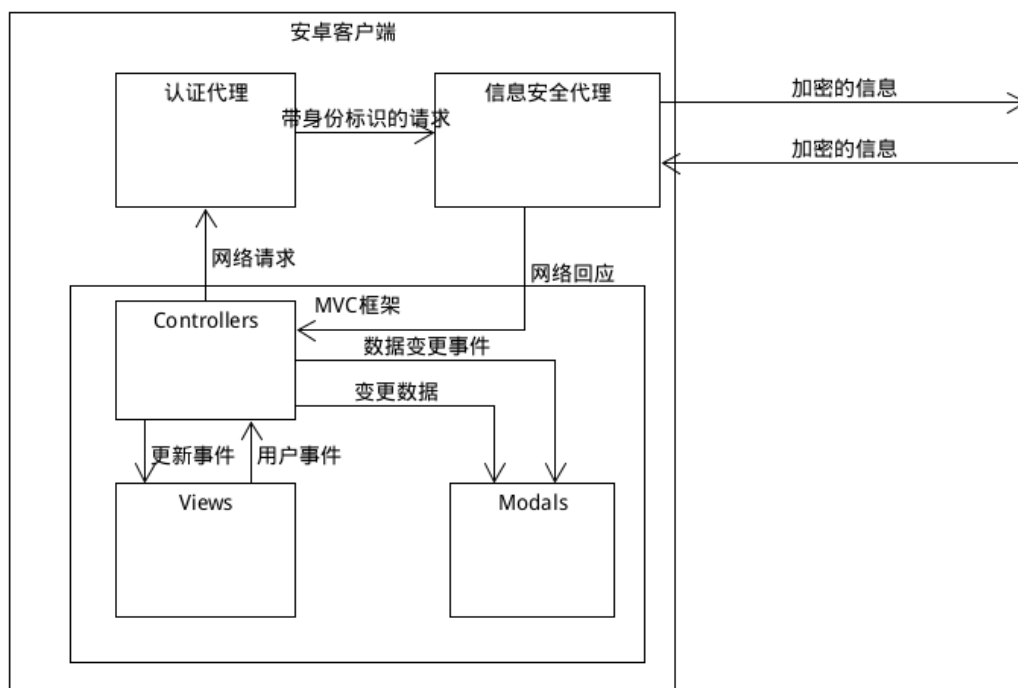 安卓客户端
认证代理
信息安全代理
加密的信息
带身份标识的请求
加密的信息
网络请求
网络回应
MVC框架
Controllers
数据变更事件
变更数据
更新事件
用户事件
Views
Modals